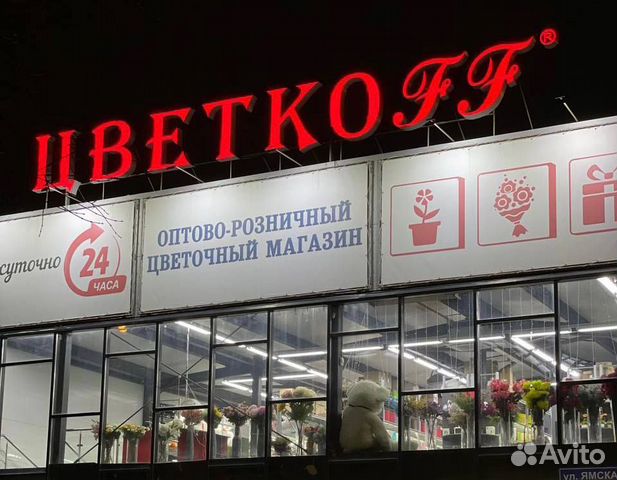 ЦВЕТКОFF®
суточно
24
ЧАСА
ОПТОВО-РОЗНИЧНЫЙ
ЦВЕТОЧНЫЙ МАГАЗИН
Avito
ул. ЯМСКА